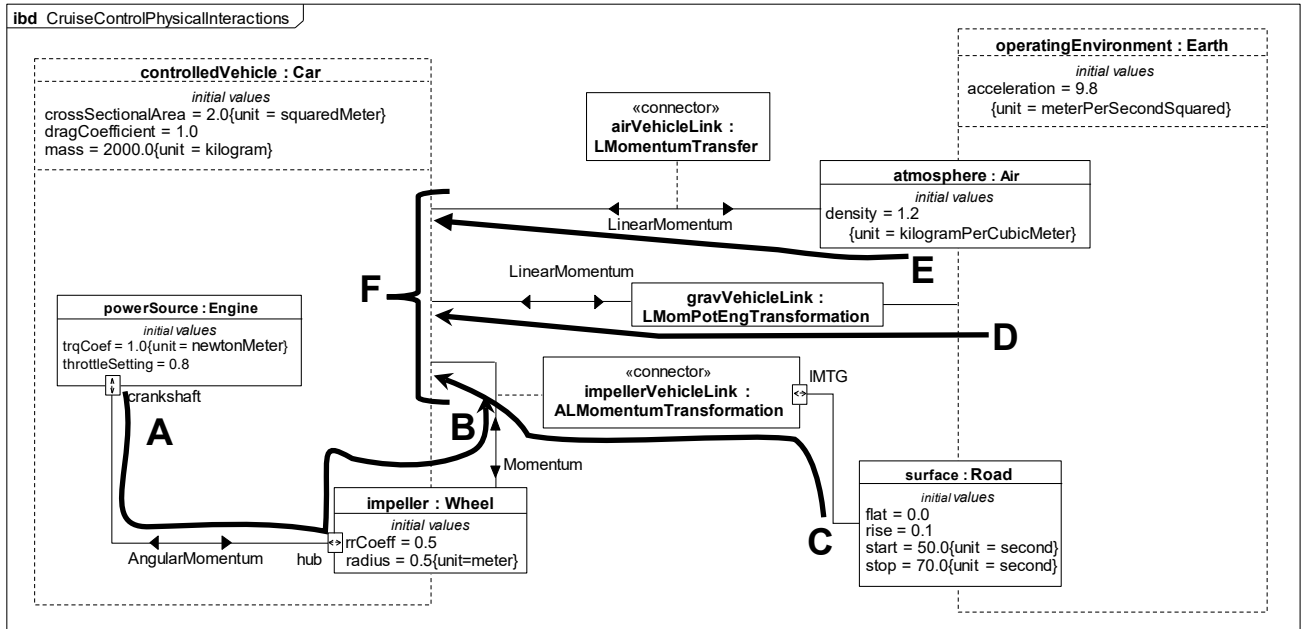 ibd CruiseControlPhysicalInteractions
controlledVehicle : Car
initial values
crossSectionalArea = 2.0{unit = squaredMeter}
dragCoefficient = 1.0
mass = 2000.0{unit = kilogram}
operatingEnvironment : Earth
initial values
acceleration = 9.8
{unit = meterPerSecondSquared}
«connector»
airVehicleLink :
LMomentumTransfer
atmosphere : Air
initial values
density = 1.2
{unit = kilogramPerCubicMeter}
LinearMomentum
E
F
LinearMomentum
gravVehicleLink :
LMomPotEngTransformation
D
powerSource : Engine
initial values
trqCoef = 1.0{unit = newtonMeter}
throttleSetting = 0.8
crankshaft
A
«connector»
impellerVehicleLink :
ALMomentumTransformation
IMTG
B
Momentum
C
impeller : Wheel
initial values
rrCoeff = 0.5
radius = 0.5{unit=meter}
AngularMomentum
hub
surface : Road
initial values
flat = 0.0
rise = 0.1
start = 50.0{unit = second}
stop = 70.0{unit = second}